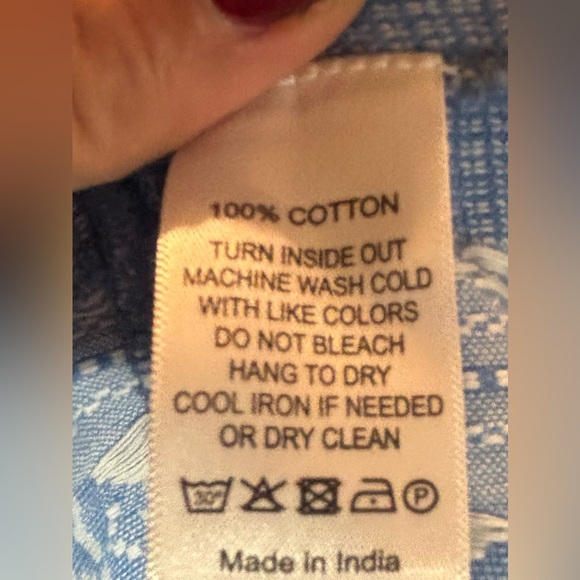 100% COTTON
TURN INSIDE OUT
MACHINE WASH COLD
WITH LIKE COLORS
DO NOT BLEACH
HANG TO DRY
COOL IRON IF NEEDED
OR DRY CLEAN
30° P
Made in India